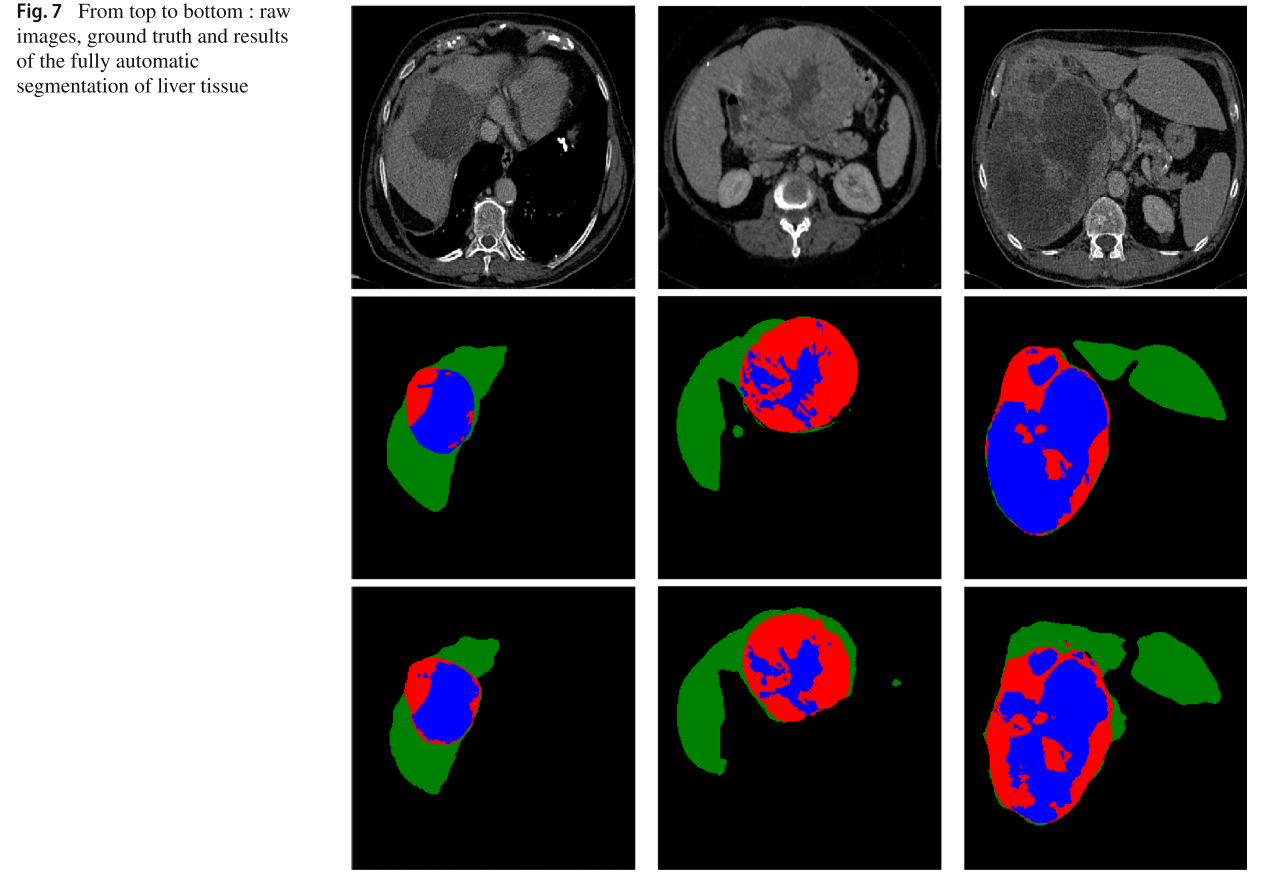 Fig. 7 From top to bottom : raw
images, ground truth and results
of the fully automatic
segmentation of liver tissue